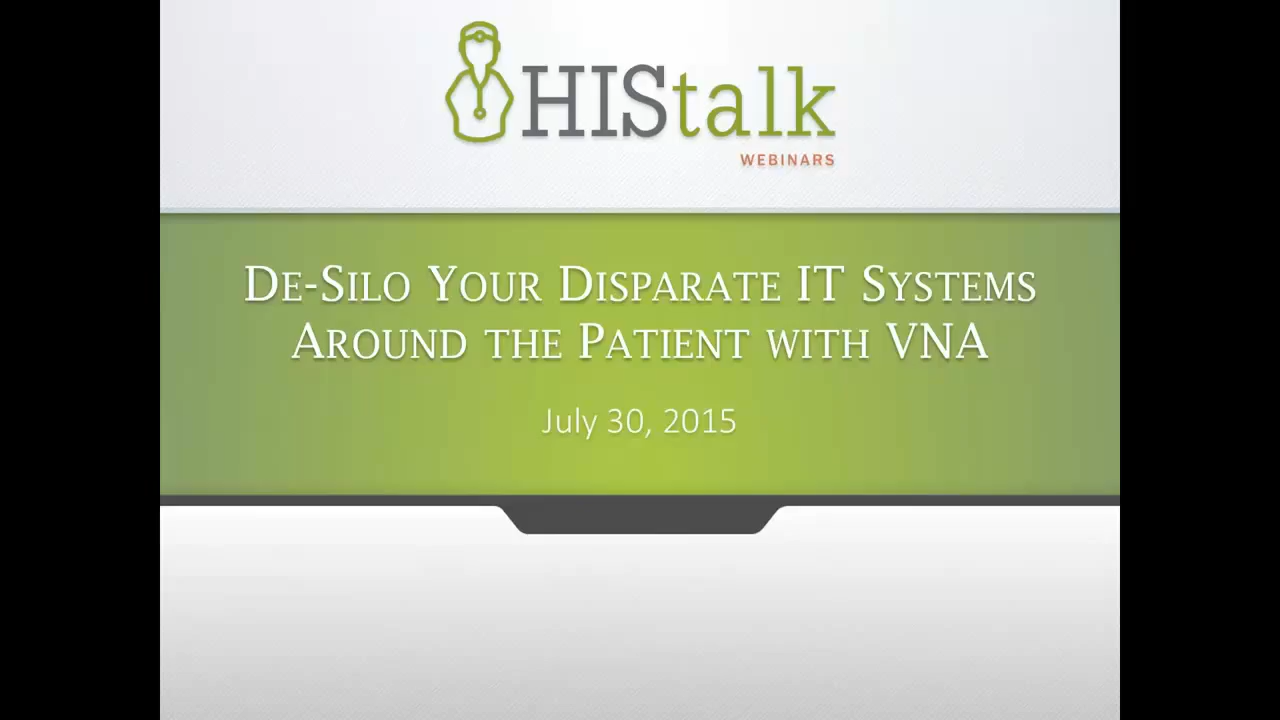 HIStalk
WEBINARS
DE-SILO YOUR DISPARATE IT SYSTEMS
AROUND THE PATIENT WITH VNA
July 30, 2015